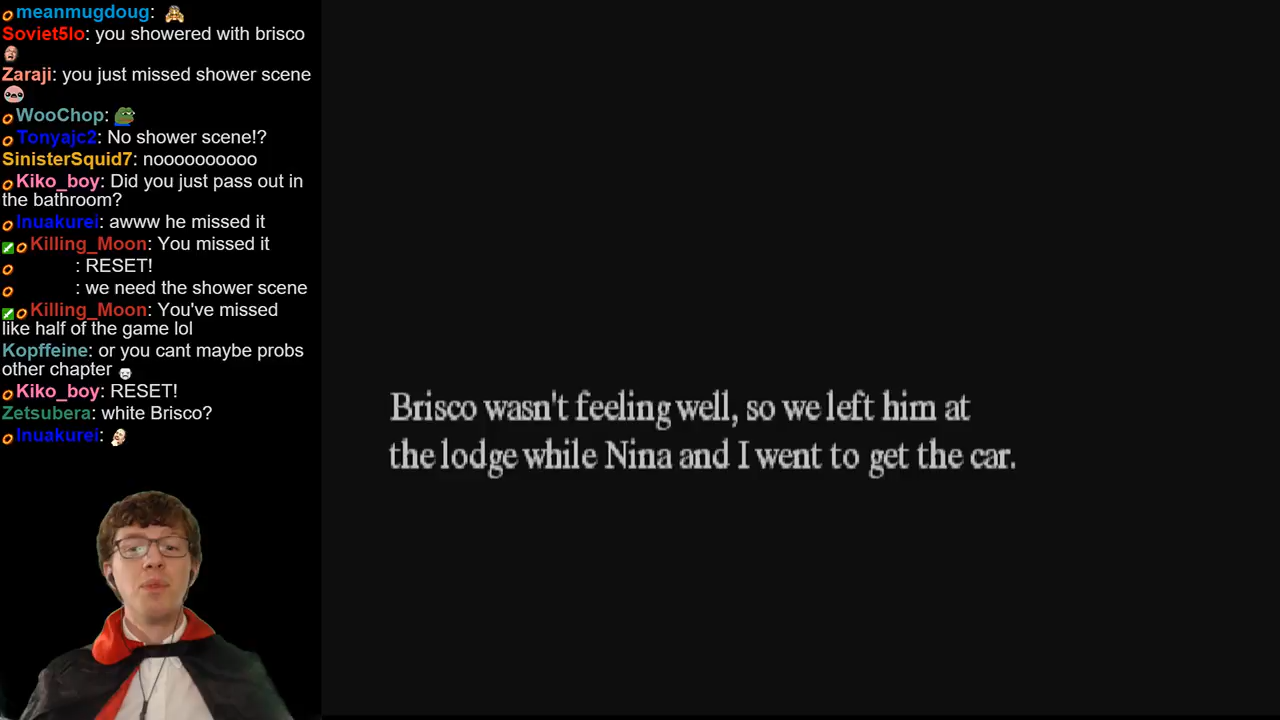 meanmugdoug:
Soviet5lo: you showered with brisco
Zaraji: you just missed shower scene
WooChop:
Tonyajc2: No shower scene!?
SinisterSquid7: noooooooooo
Kiko_boy: Did you just pass out in
the bathroom?
Inuakurei: awww he missed it
Killing_Moon: You missed it
: RESET!
: we need the shower scene
Killing_Moon: You've missed
like half of the game lol
Kopffeine: or you cant maybe probs
other chapter
Kiko_boy: RESET!
Zetsubera: white Brisco?
Inuakurei:
Brisco wasn't feeling well, so we left him at
the lodge while Nina and I went to get the car.